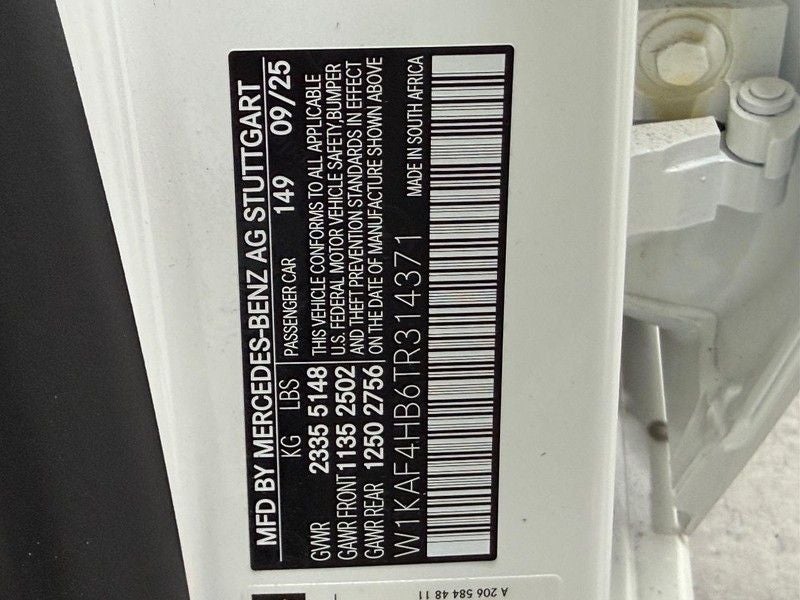 MFD BY MERCEDES-BENZ AG STUTTGART
KG LBS PASSENGER CAR 149 09/25
GVWR 2335 5148
GAWR FRONT 1135 2502
GAWR REAR 1250 2756
THIS VEHICLE CONFORMS TO ALL APPLICABLE
U.S. FEDERAL MOTOR VEHICLE SAFETY,BUMPER
AND THEFT PREVENTION STANDARDS IN EFFECT
ON THE DATE OF MANUFACTURE SHOWN ABOVE
W1KAF4HB6TR314371 MADE IN SOUTH AFRICA
A 206 584 48 11